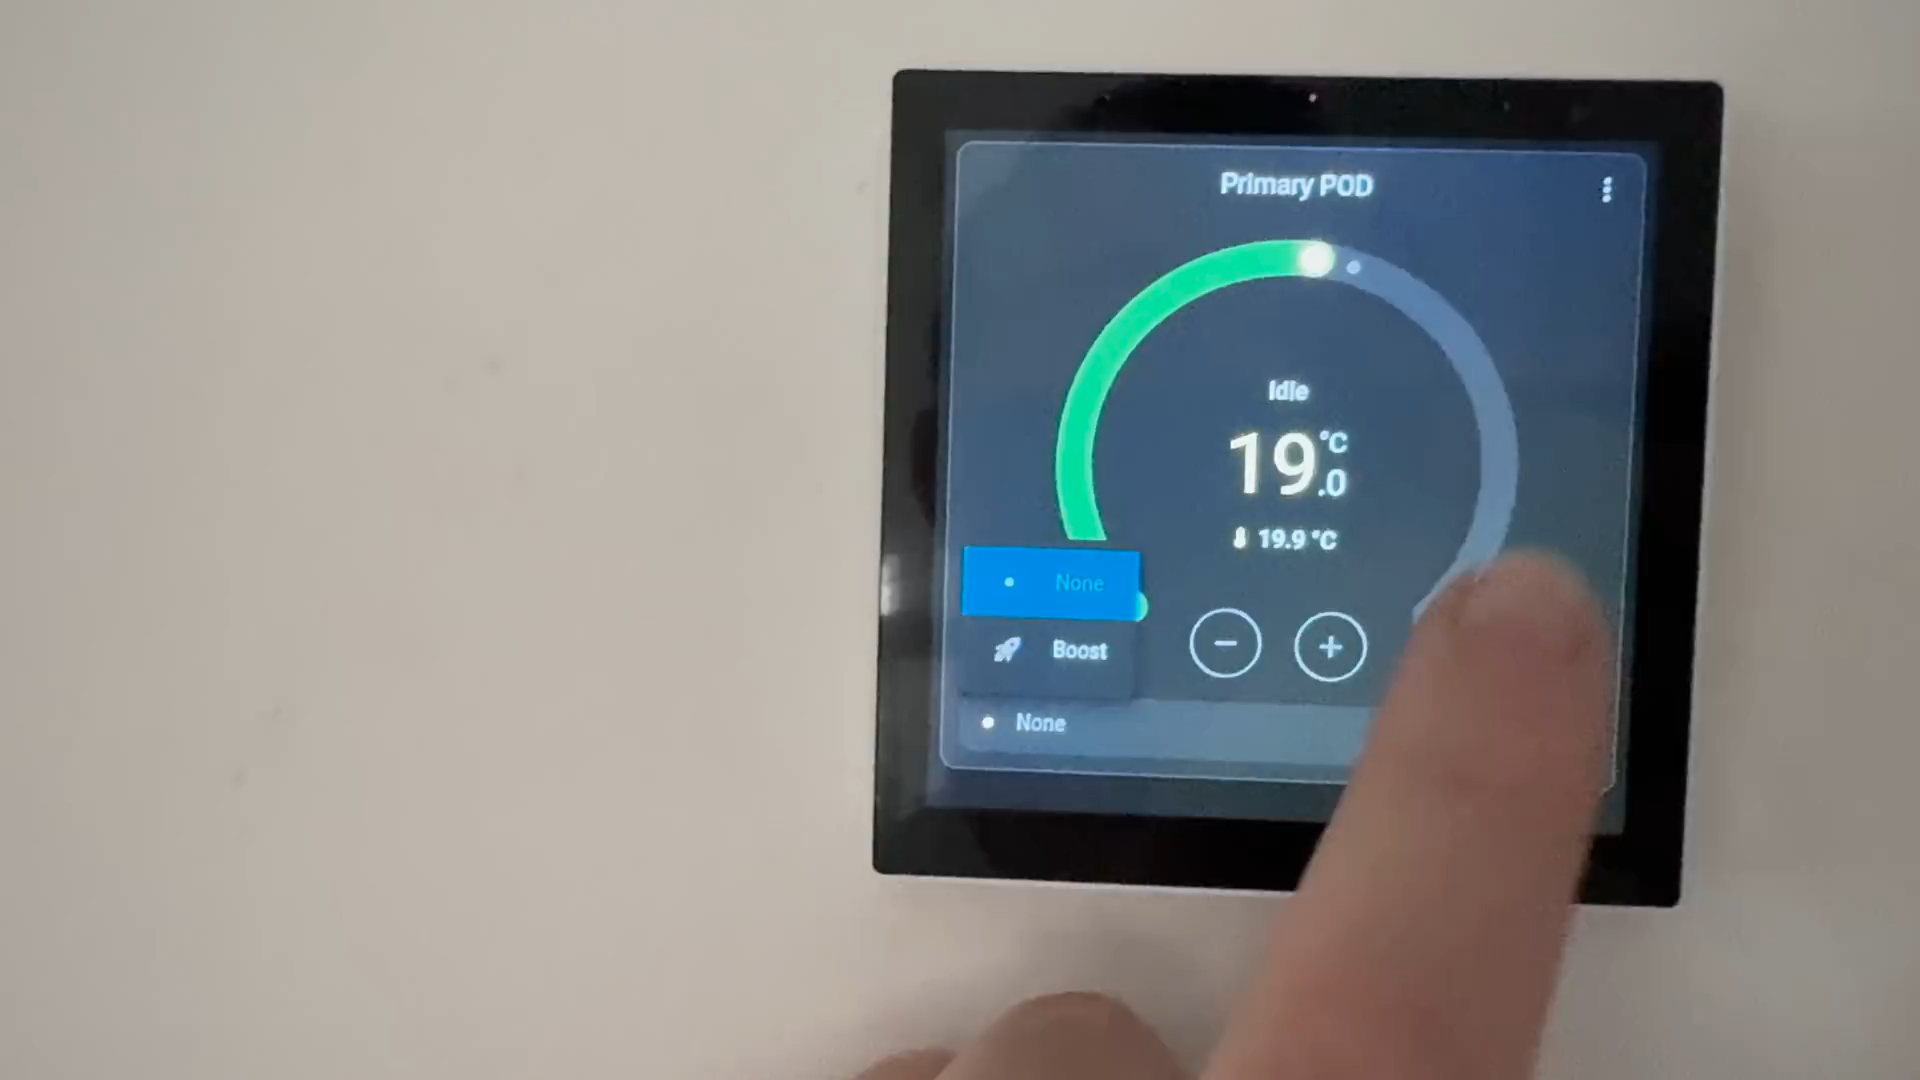 Primary POD
Idle
19.0 °C
19.9 °C
None
Boost
None